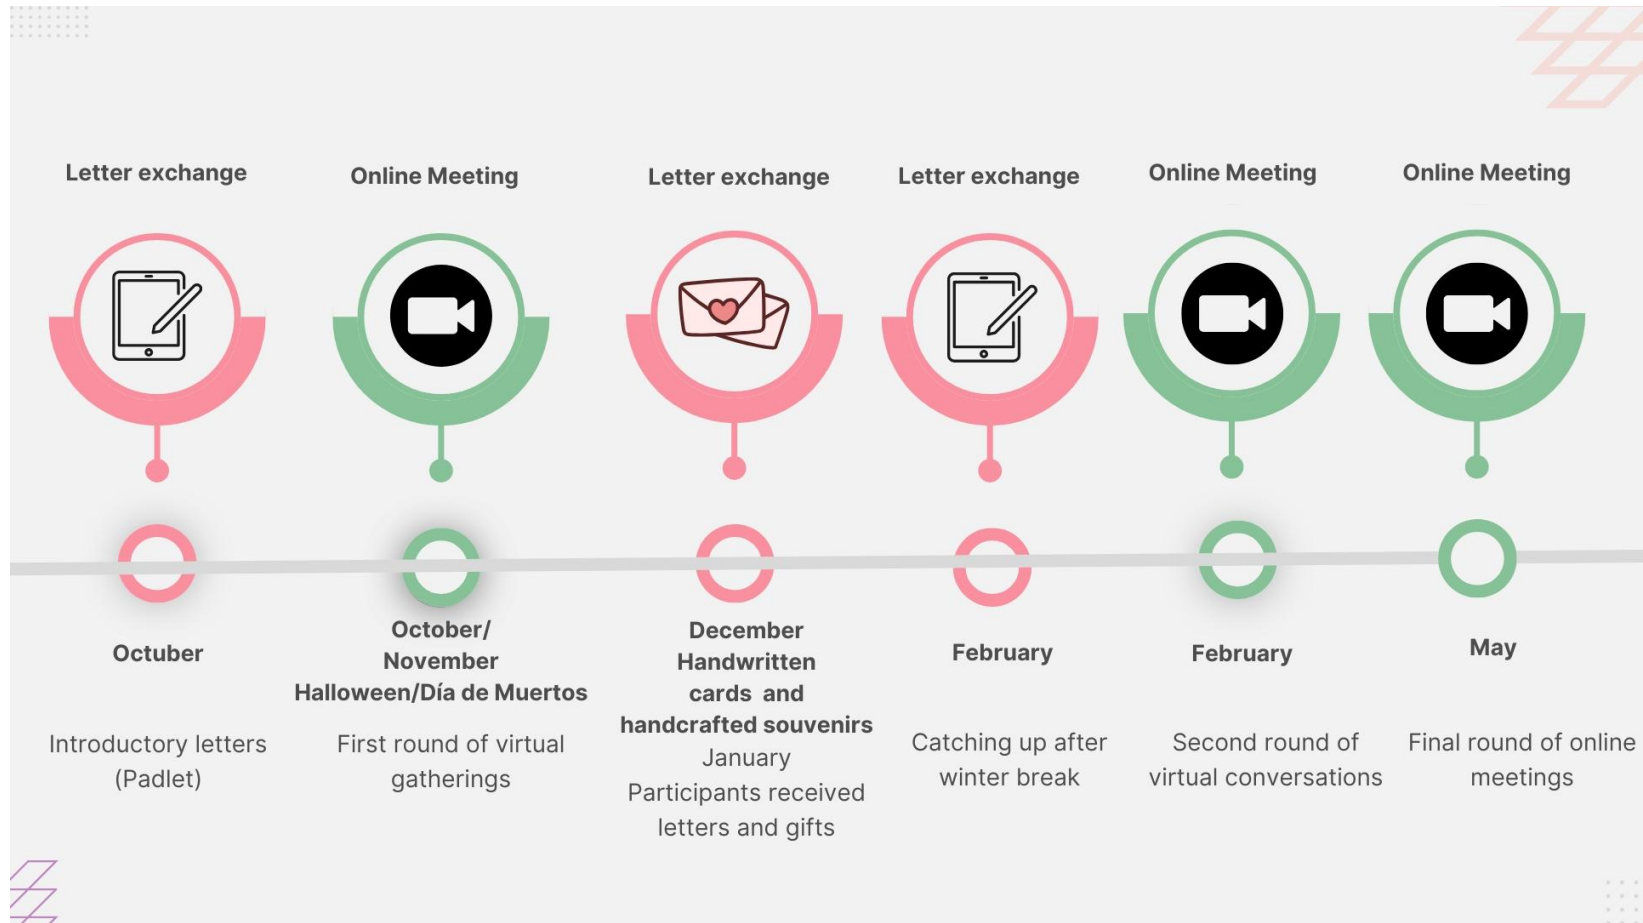 Letter exchange
Online Meeting
Letter exchange
Letter exchange
Online Meeting
Online Meeting
Octuber
Introductory letters
(Padlet)
October/
November
Halloween/Día de Muertos
First round of virtual
gatherings
December
Handwritten
cards and
handcrafted souvenirs
January
Participants received
letters and gifts
February
Catching up after
winter break
February
Second round of
virtual conversations
May
Final round of online
meetings